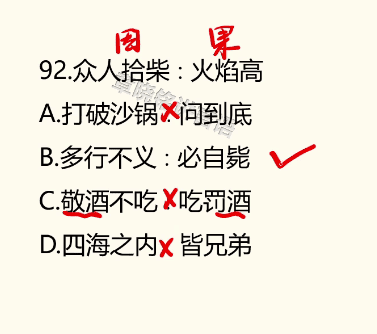 因 果
92.众人拾柴：火焰高
A.打破沙锅：问到底
B.多行不义：必自毙
C.敬酒不吃：吃罚酒
D.四海之内：皆兄弟